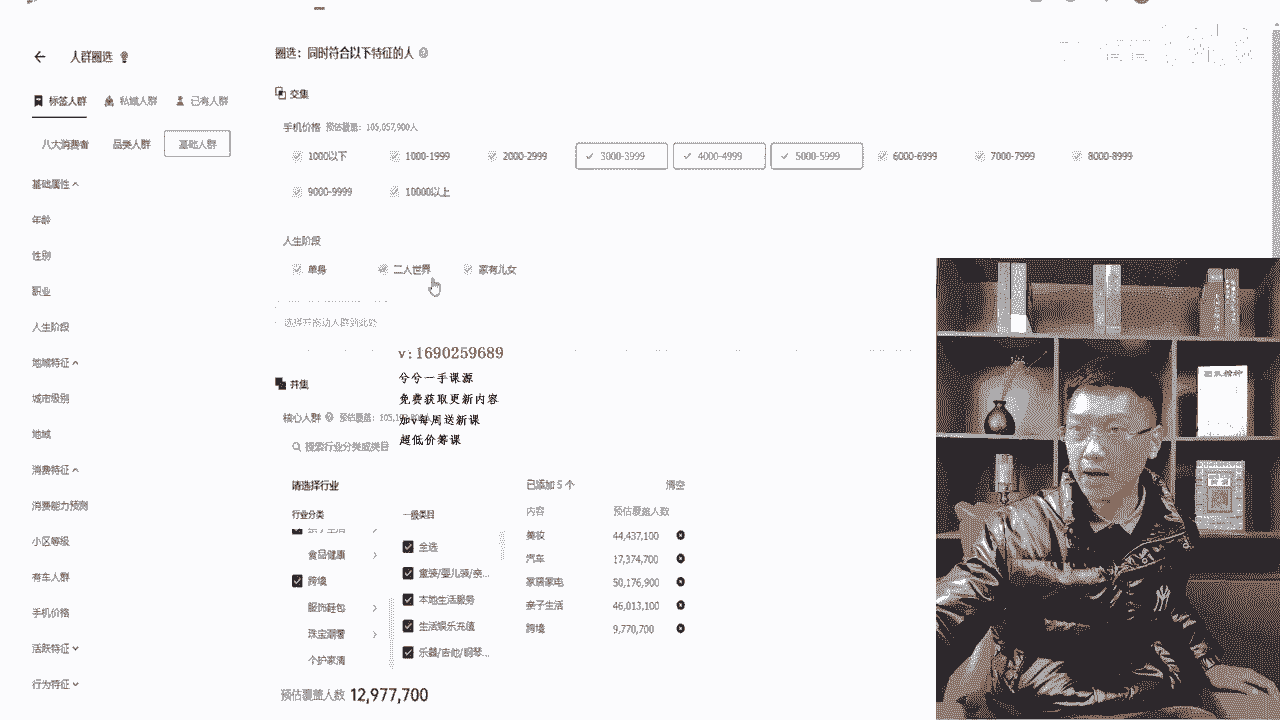 人群圈选
标签人群 私域人群 已有人群
八大消费者 品类人群 基础人群
基础属性
年龄
性别
职业
人生阶段
地域特征
城市级别
地域
消费特征
消费能力预测
小区等级
有车人群
手机价格
活跃特征
行为特征
圈选：同时符合以下特征的人
交集
手机价格 预估覆盖：105,057,900人
1000以下 1000-1999 2000-2999 3000-3999 4000-4999 5000-5999 6000-6999 7000-7999 8000-8999
9000-9999 10000以上
人生阶段
单身 二人世界 家有儿女
选择并拖动人群到此处
v:1690259689
兮兮一手课源
免费获取更新内容
加v每周送新课
超低价筹课
并集
核心人群 预估覆盖：105,1
搜索行业分类或类目
请选择行业
行业分类 一级类目
亲子生活
食品健康
跨境
服饰鞋包
珠宝潮奢
个护家清
全选
童装/婴儿装/亲...
本地生活服务
生活娱乐充值
乐器/吉他/钢琴...
已添加 5 个 清空
内容 预估覆盖人数
美妆 44,437,100
汽车 17,374,700
家居家电 50,176,900
亲子生活 46,013,100
跨境 9,770,700
预估覆盖人数 12,977,700